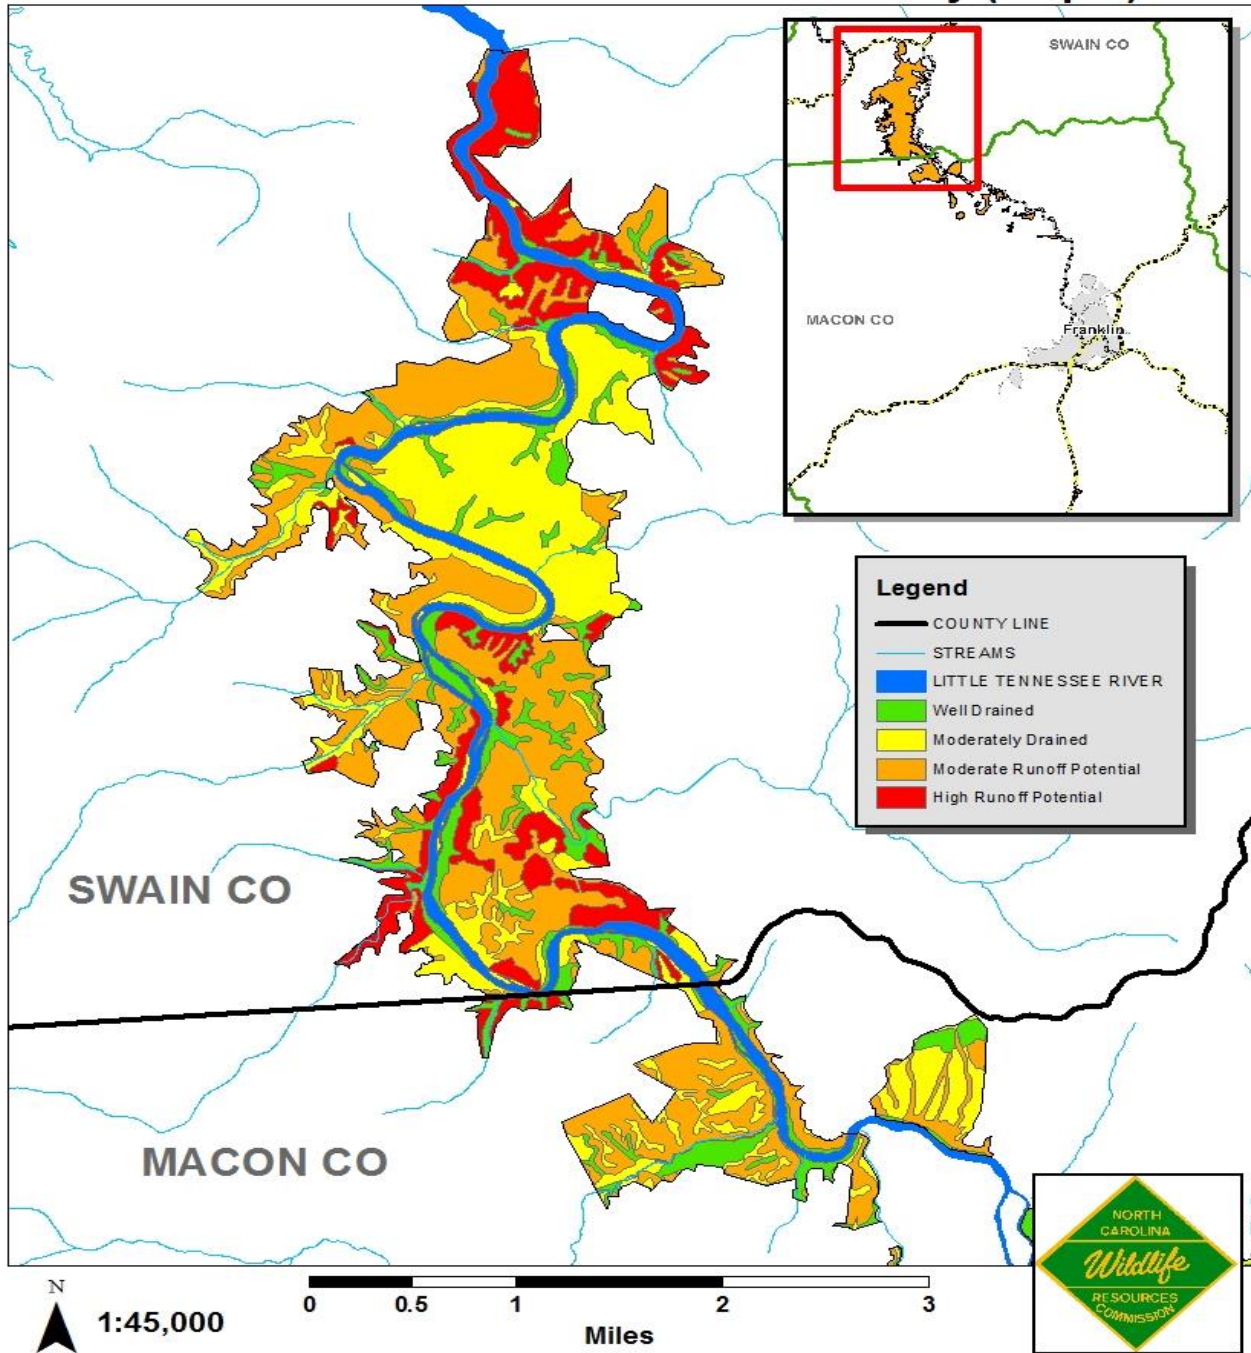 SWAIN CO
MACON CO
Franklin
Legend
COUNTY LINE
STREAMS
LITTLE TENNESSEE RIVER
Well Drained
Moderately Drained
Moderate Runoff Potential
High Runoff Potential
SWAIN CO
MACON CO
NORTH
CAROLINA
Wildlife
RESOURCES
COMMISSION
N
1:45,000
0 0.5 1 2 3
Miles